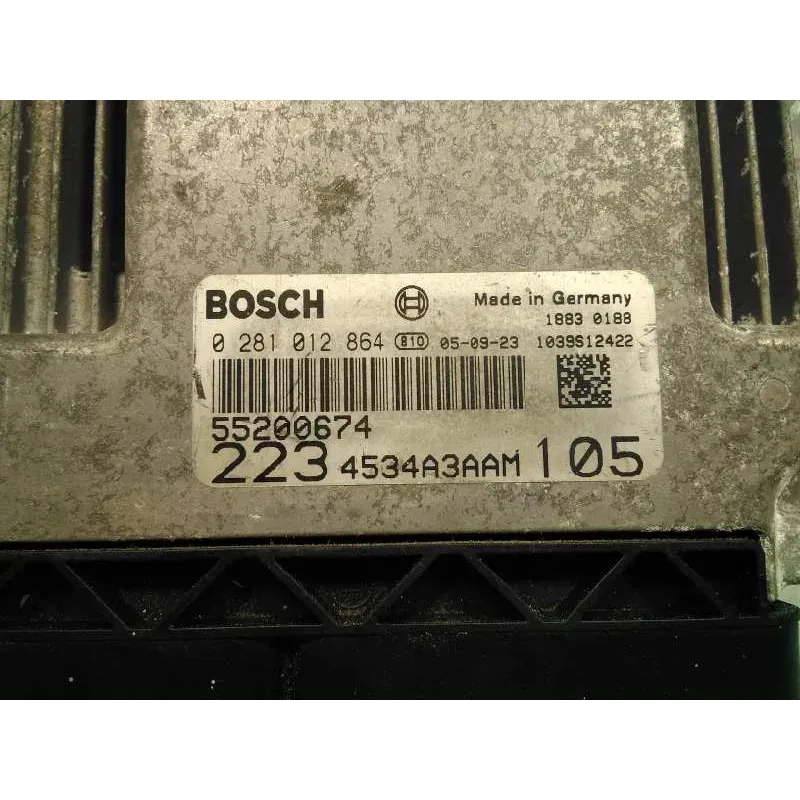 BOSCH Made in Germany
1883 0188
0 281 012 864 810 05-09-23 1039S12422
55200674
223 4534A3AAM 105